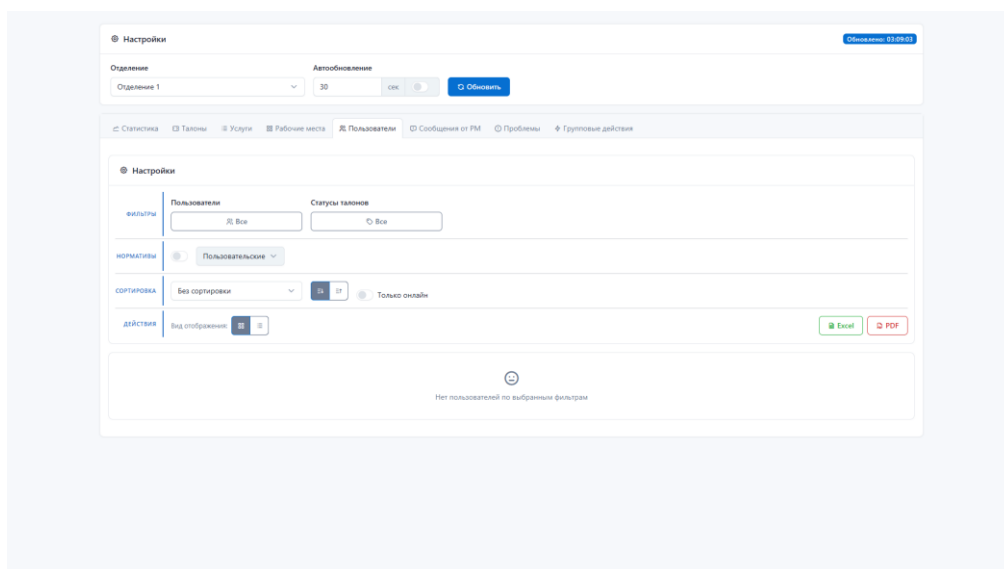 Настройки
Обновлено: 03:09:03
Отделение
Автообновление
Отделение 1
30
сек
Обновить
Статистика
Талоны
Услуги
Рабочие места
Пользователи
Сообщения от РМ
Проблемы
Групповые действия
Настройки
ФИЛЬТРЫ
Пользователи
Статусы талонов
Все
Все
НОРМАТИВЫ
Пользовательские
СОРТИРОВКА
Без сортировки
Только онлайн
ДЕЙСТВИЯ
Вид отображения:
Excel
PDF
Нет пользователей по выбранным фильтрам